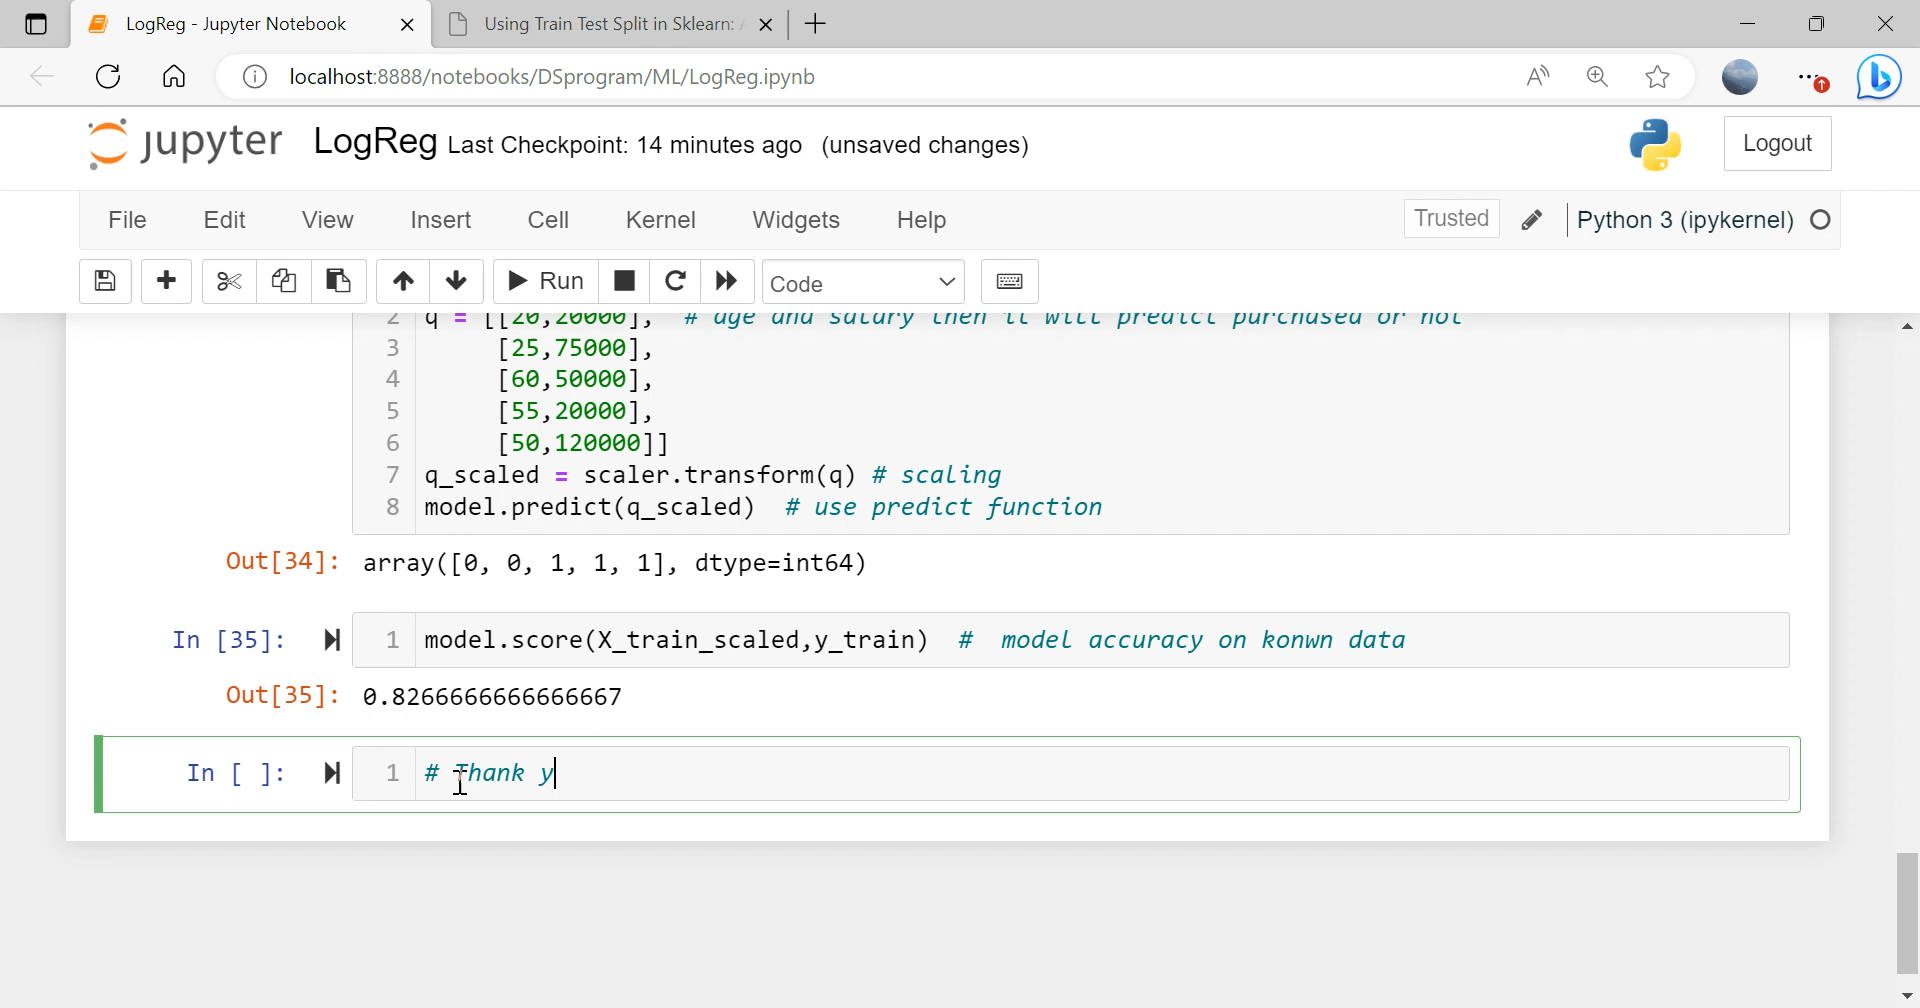 LogReg - Jupyter Notebook
Using Train Test Split in Sklearn:
localhost:8888/notebooks/DSprogram/ML/LogReg.ipynb
jupyter LogReg Last Checkpoint: 14 minutes ago (unsaved changes)
Logout
File Edit View Insert Cell Kernel Widgets Help Trusted Python 3 (ipykernel)
Run Code
2 q = [[20,20000], # age and salary then it will predict purchased or not
3 [25,75000],
4 [60,50000],
5 [55,20000],
6 [50,120000]]
7 q_scaled = scaler.transform(q) # scaling
8 model.predict(q_scaled) # use predict function
Out[34]: array([0, 0, 1, 1, 1], dtype=int64)
In [35]: 1 model.score(X_train_scaled,y_train) # model accuracy on konwn data
Out[35]: 0.8266666666666667
In [ ]: 1 # Thank y